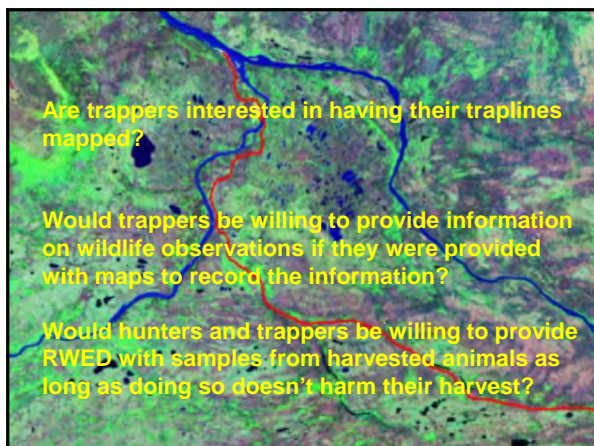 Are trappers interested in having their traplines
mapped?
Would trappers be willing to provide information
on wildlife observations if they were provided
with maps to record the information?
Would hunters and trappers be willing to provide
RWED with samples from harvested animals as
long as doing so doesn't harm their harvest?